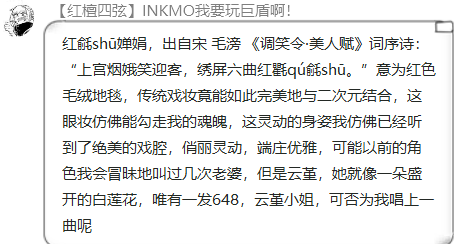 【红檀四弦】INKMO我要玩巨盾啊！
红毹shū婵娟，出自宋 毛滂 《调笑令·美人赋》词序诗：
“上宫烟娥笑迎客，绣屏六曲红氍qú毹shū。”意为红色
毛绒地毯，传统戏妆竟能如此完美地与二次元结合，这
眼妆仿佛能勾走我的魂魄，这灵动的身姿我仿佛已经听
到了绝美的戏腔，俏丽灵动，端庄优雅，可能以前的角
色我会冒昧地叫过几次老婆，但是云堇，她就像一朵盛
开的白莲花，唯有一发648，云堇小姐，可否为我唱上一
曲呢